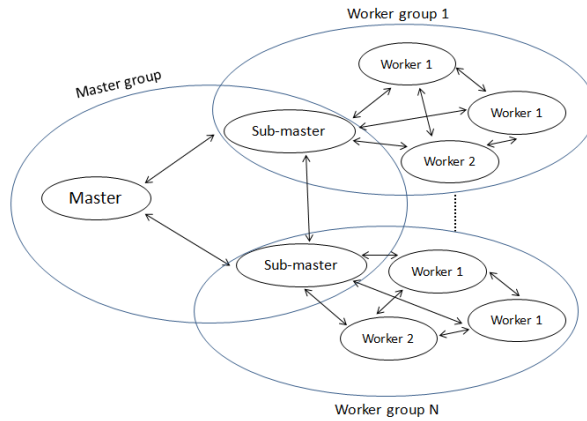 Worker group 1
Master group
Worker 1
Worker 1
Sub-master
Worker 2
Master
Sub-master
Worker 1
Worker 1
Worker 2
Worker group N